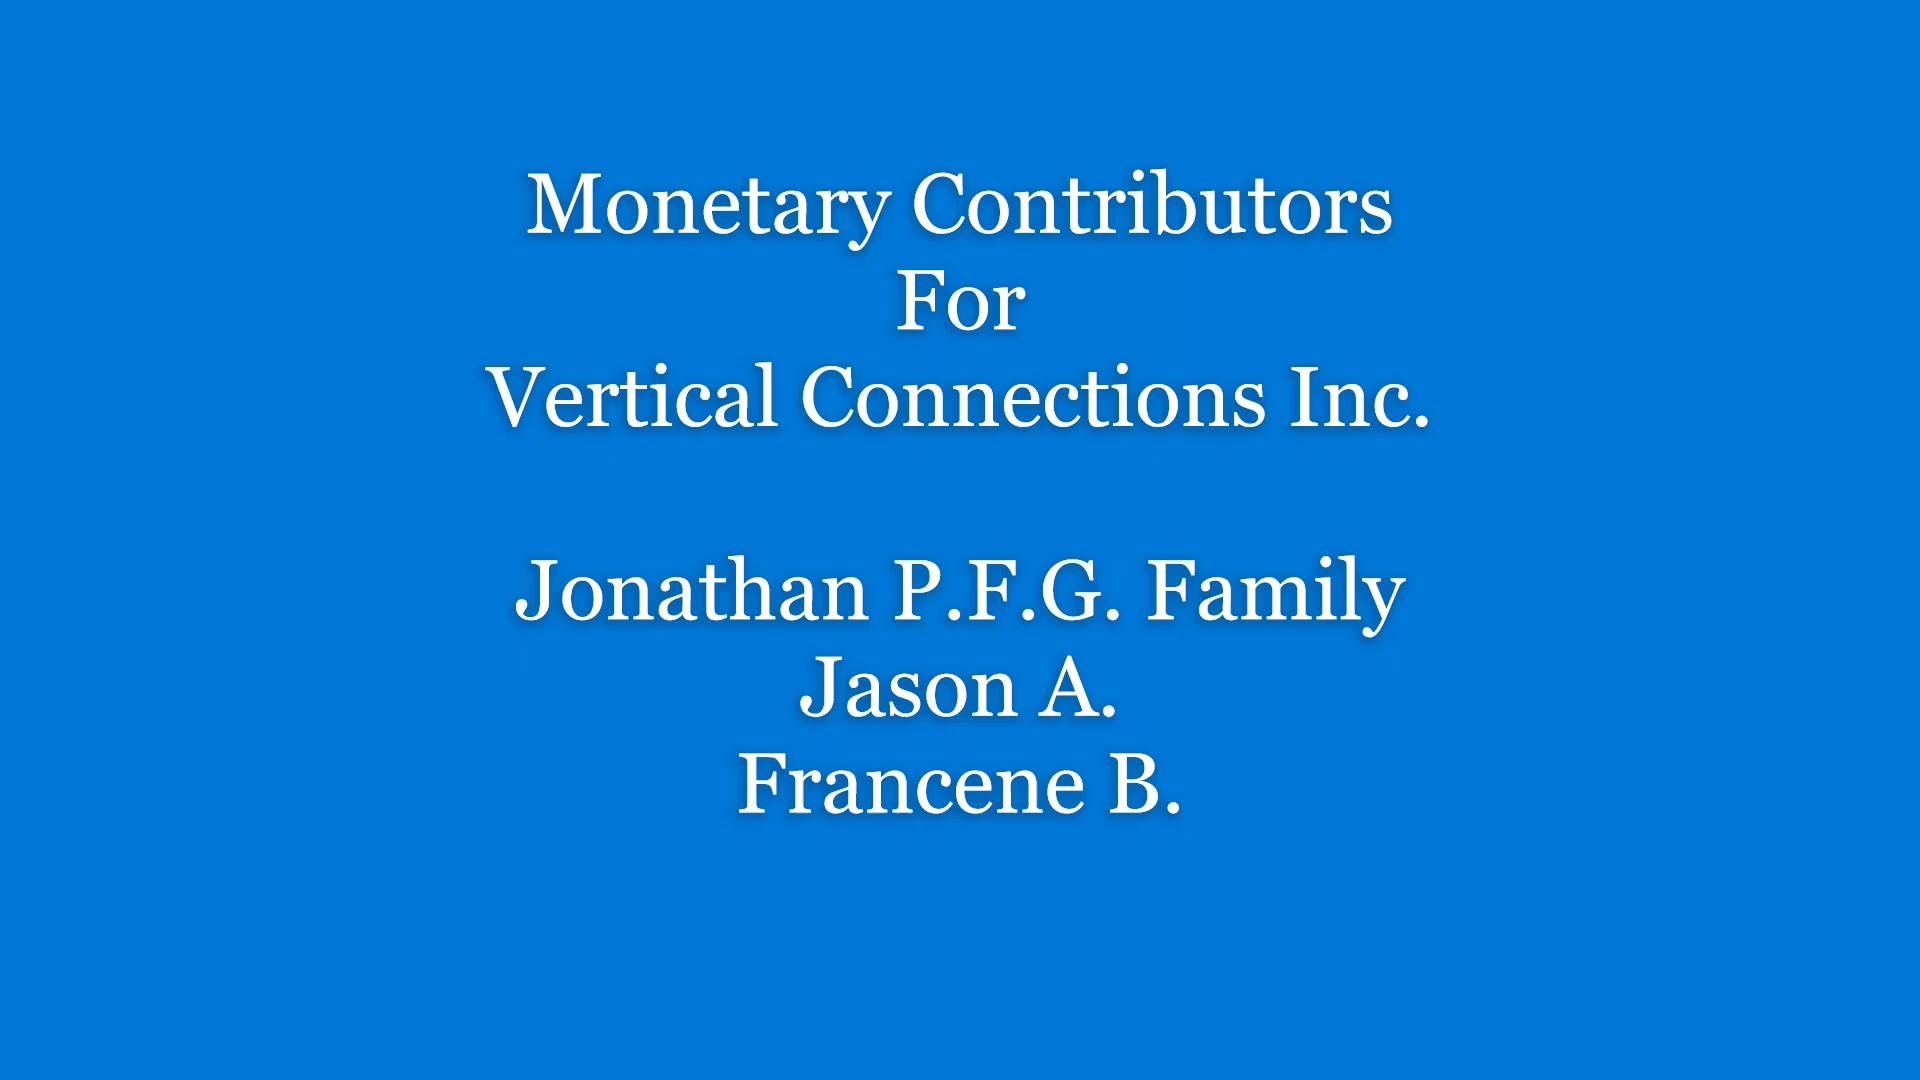 Monetary Contributors
For
Vertical Connections Inc.
Jonathan P.F.G. Family
Jason A.
Francene B.